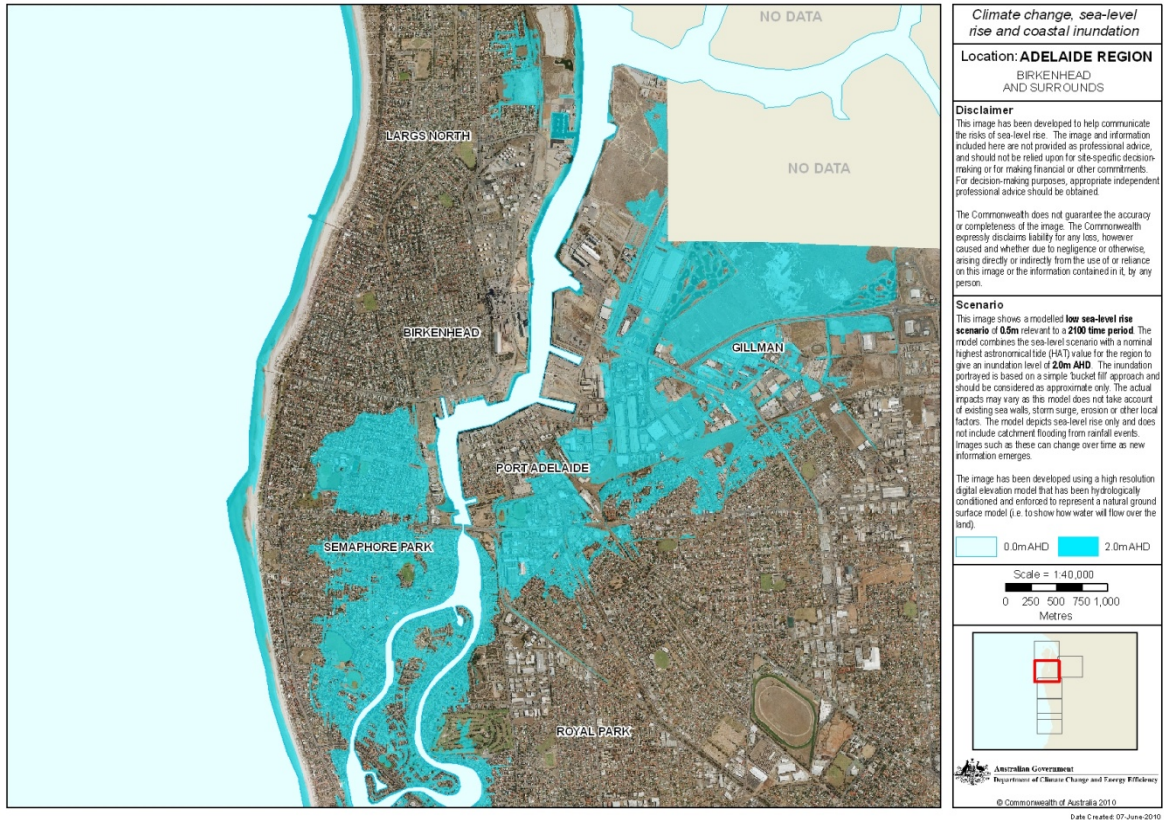 NO DATA
LARGS NORTH
NO DATA
BIRKENHEAD
GILLMAN
PORT ADELAIDE
SEMAPHORE PARK
ROYAL PARK
Climate change, sea-level
rise and coastal inundation
Location: ADELAIDE REGION
BIRKENHEAD
AND SURROUNDS
Disclaimer
This image has been developed to help communicate
the risks of sea-level rise. The image and information
included here are not provided as professional advice,
and should not be relied upon for site-specific decision-
making or for making financial or other commitments.
For decision-making purposes, appropriate independent
professional advice should be obtained.
The Commonwealth does not guarantee the accuracy
or completeness of the image. The Commonwealth
expressly disclaims liability for any loss, however
caused and whether due to negligence or otherwise,
arising directly or indirectly from the use of or reliance
on this image or the information contained in it, by any
person.
Scenario
This image shows a modelled low sea-level rise
scenario of 0.5m relevant to a 2100 time period. The
model combines the sea-level scenario with a nominal
highest astronomical tide (HAT) value for the region to
give an inundation level of 2.0m AHD. The inundation
portrayed is based on a simple 'bucket fill' approach and
should be considered as approximate only. The actual
impacts may vary as this model does not take account
of existing sea walls, storm surge, erosion or other local
factors. The model depicts sea-level rise only and does
not include catchment flooding from rainfall events.
Images such as these can change over time as new
information emerges.
The image has been developed using a high resolution
digital elevation model that has been hydrologically
conditioned and enforced to represent a natural ground
surface model (i.e. to show how water will flow over the
land).
0.0m AHD 2.0m AHD
Scale = 1:40,000
0 250 500 750 1,000
Metres
Australian Government
Department of Climate Change and Energy Efficiency
© Commonwealth of Australia 2010
Date Created: 07-June-2010